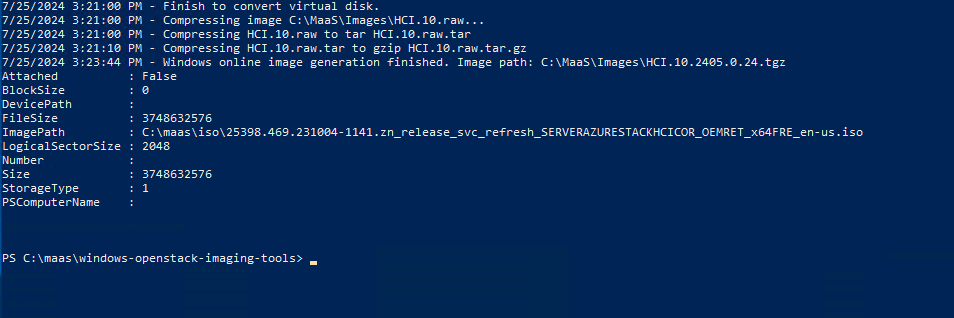 7/25/2024 3:21:00 PM - Finish to convert virtual disk.
7/25/2024 3:21:00 PM - Compressing image C:\MaaS\Images\HCI.10.raw...
7/25/2024 3:21:00 PM - Compressing HCI.10.raw to tar HCI.10.raw.tar
7/25/2024 3:21:10 PM - Compressing HCI.10.raw.tar to gzip HCI.10.raw.tar.gz
7/25/2024 3:23:44 PM - Windows online image generation finished. Image path: C:\MaaS\Images\HCI.10.2405.0.24.tgz
Attached          : False
BlockSize         : 0
DevicePath        :
FileSize          : 3748632576
ImagePath         : C:\maas\iso\25398.469.231004-1141.zn_release_svc_refresh_SERVERAZURESTACKHCICOR_OEMRET_x64FRE_en-us.iso
LogicalSectorSize : 2048
Number            :
Size              : 3748632576
StorageType       : 1
PSComputerName    :
PS C:\maas\windows-openstack-imaging-tools>